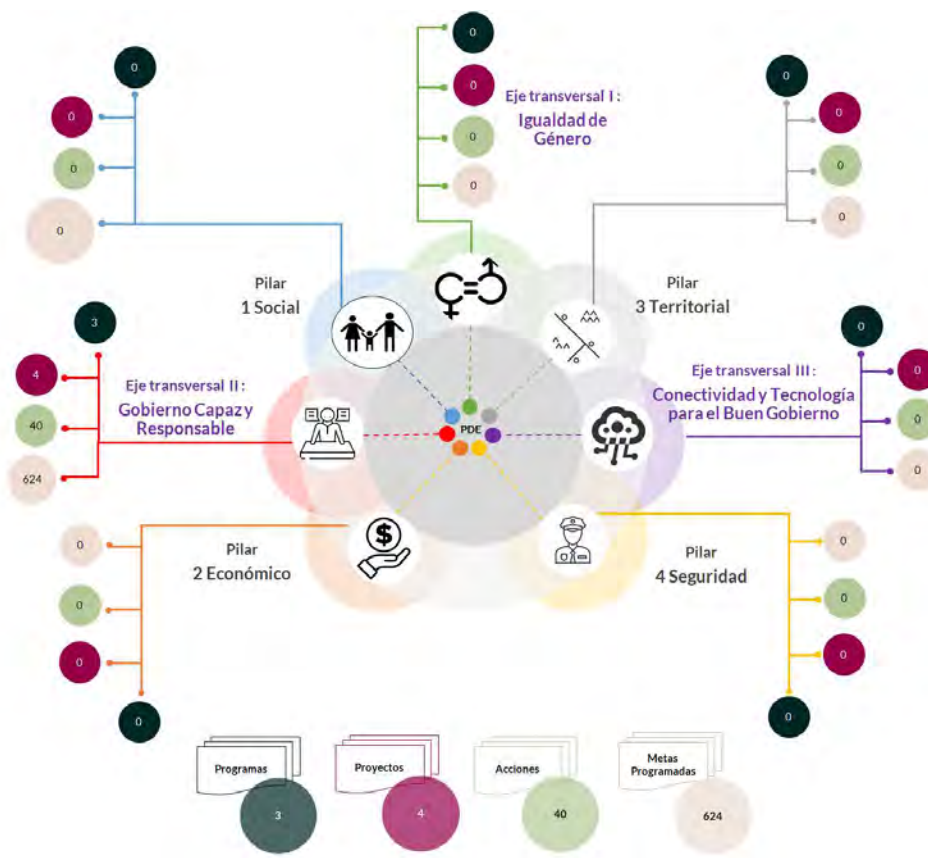 0
0
0
0
0
0
0
0
0
0
0
0
Eje transversal I :
Igualdad de
Género
Pilar
1 Social
Pilar
3 Territorial
3
4
40
624
Eje transversal II :
Gobierno Capaz y
Responsable
PDE
Eje transversal III :
Conectividad y Tecnología
para el Buen Gobierno
0
0
0
0
$
Pilar
2 Económico
0
0
0
0
Pilar
4 Seguridad
0
0
0
0
Programas
3
Proyectos
4
Acciones
40
Metas
Programadas
624